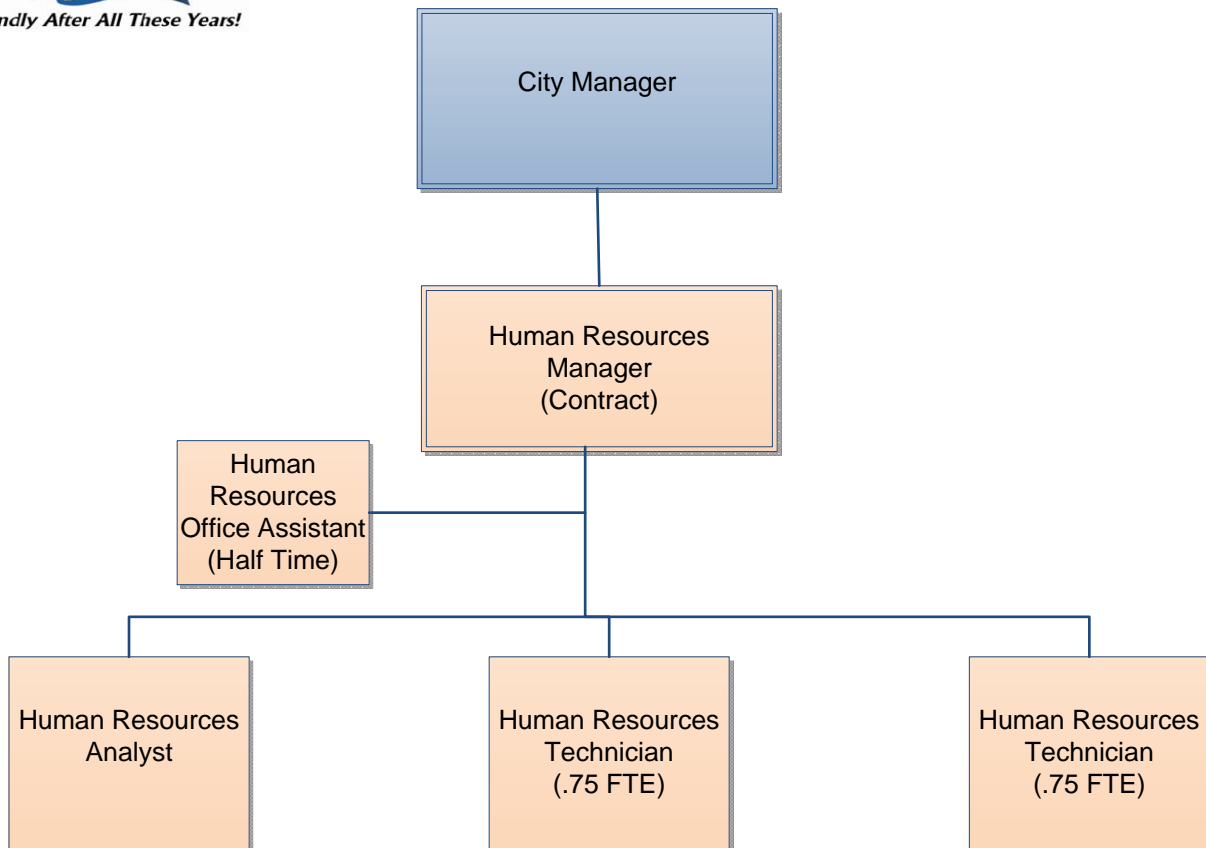 After All These Years!
City Manager
Human Resources
Manager
(Contract)
Human
Resources
Office Assistant
(Half Time)
Human Resources
Analyst
Human Resources
Technician
(.75 FTE)
Human Resources
Technician
(.75 FTE)